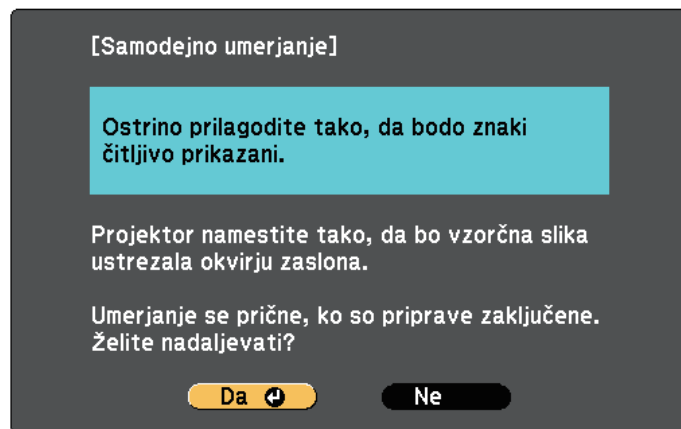 [Samodejno umerjanje]
Ostrino prilagodite tako, da bodo znaki
čitljivo prikazani.
Projektor namestite tako, da bo vzorčna slika
ustrezala okvirju zaslona.
Umerjanje se prične, ko so priprave zaključene.
Želite nadaljevati?
Da Ne